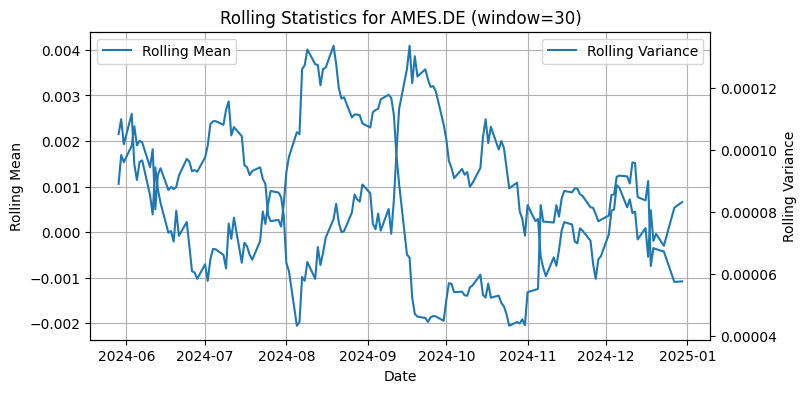 Rolling Statistics for AMES.DE (window=30)
Rolling Mean
Rolling Variance
0.004
0.003
0.002
0.001
0.000
−0.001
−0.002
Rolling Mean
0.00012
0.00010
0.00008
0.00006
0.00004
Rolling Variance
2024-06 2024-07 2024-08 2024-09 2024-10 2024-11 2024-12 2025-01
Date